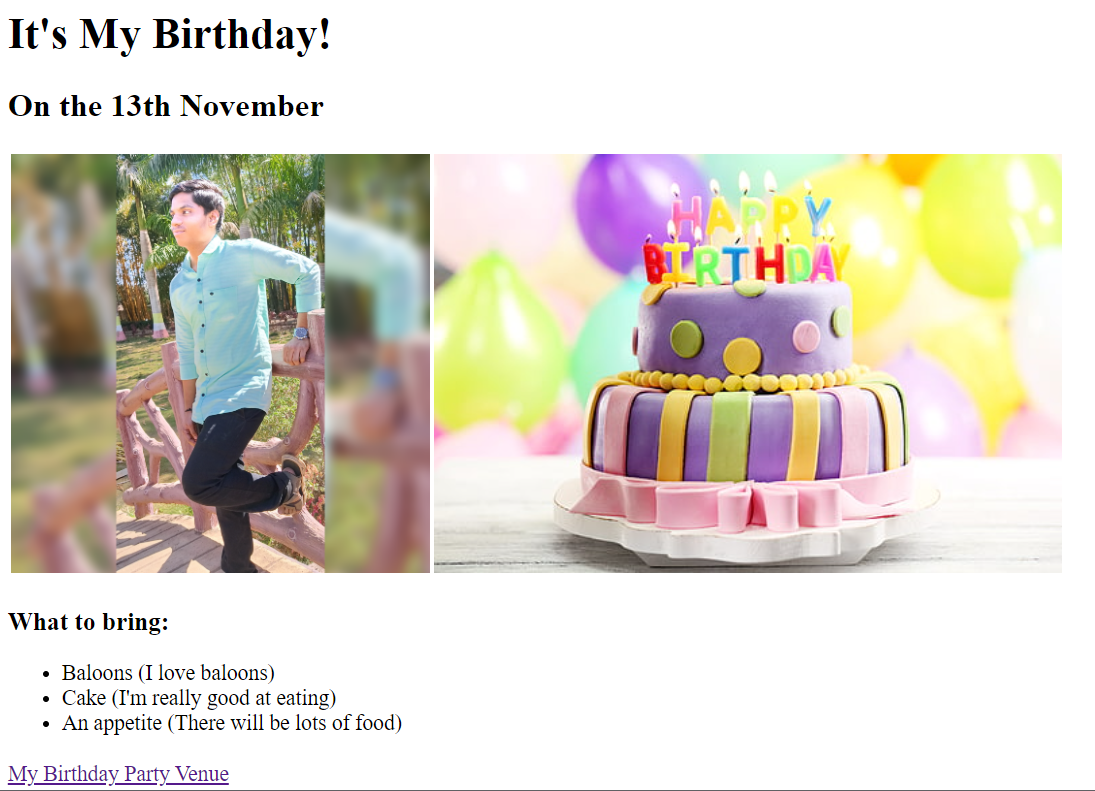 It's My Birthday!
On the 13th November
HAPPY
BIRTHDAY
What to bring:
Baloons (I love baloons)
Cake (I'm really good at eating)
An appetite (There will be lots of food)
My Birthday Party Venue